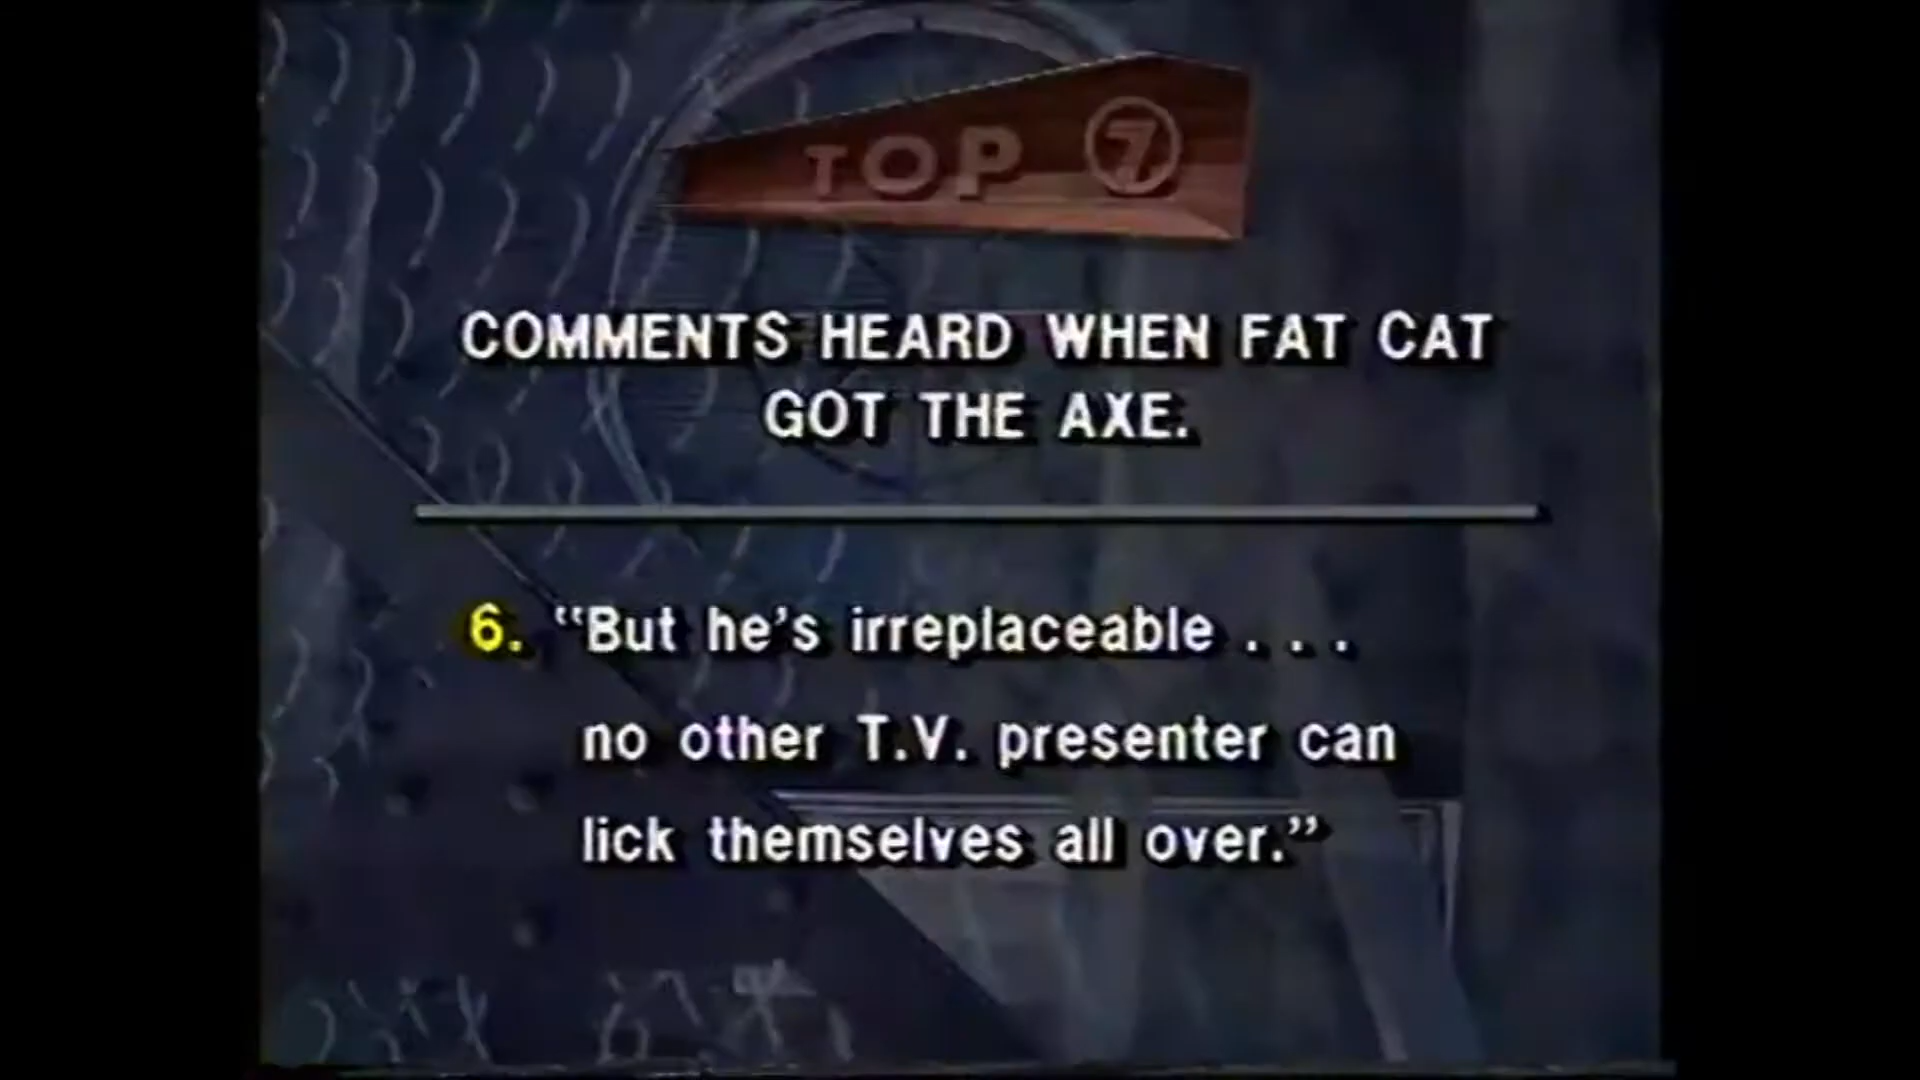 TOP 7
COMMENTS HEARD WHEN FAT CAT
GOT THE AXE.
6. "But he's irreplaceable . . .
no other T.V. presenter can
lick themselves all over."